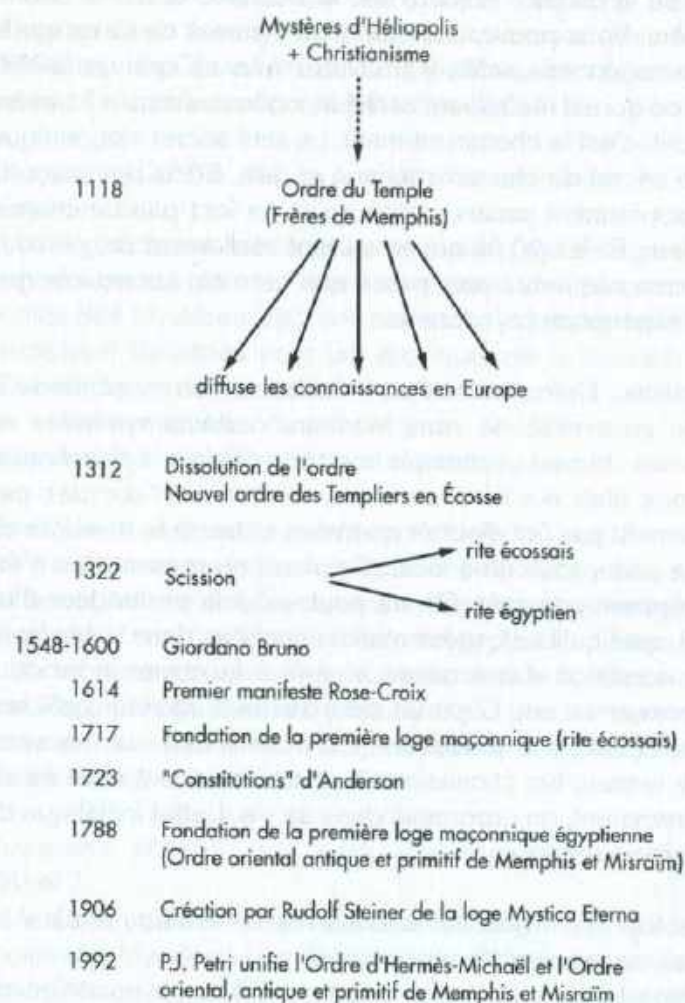 Mystères d'Héliopolis
+ Christianisme
1118 Ordre du Temple
(Frères de Memphis)
diffuse les connaissances en Europe
1312 Dissolution de l'ordre
Nouvel ordre des Templiers en Écosse
rite écossais
1322 Scission
rite égyptien
1548-1600 Giordano Bruno
1614 Premier manifeste Rose-Croix
1717 Fondation de la première loge maçonnique (rite écossais)
1723 "Constitutions" d'Anderson
1788 Fondation de la première loge maçonnique égyptienne
(Ordre oriental antique et primitif de Memphis et Misraïm)
1906 Création par Rudolf Steiner de la loge Mystica Eterna
1992 P.J. Petri unifie l'Ordre d'Hermès-Michaël et l'Ordre
oriental, antique et primitif de Memphis et Misraïm